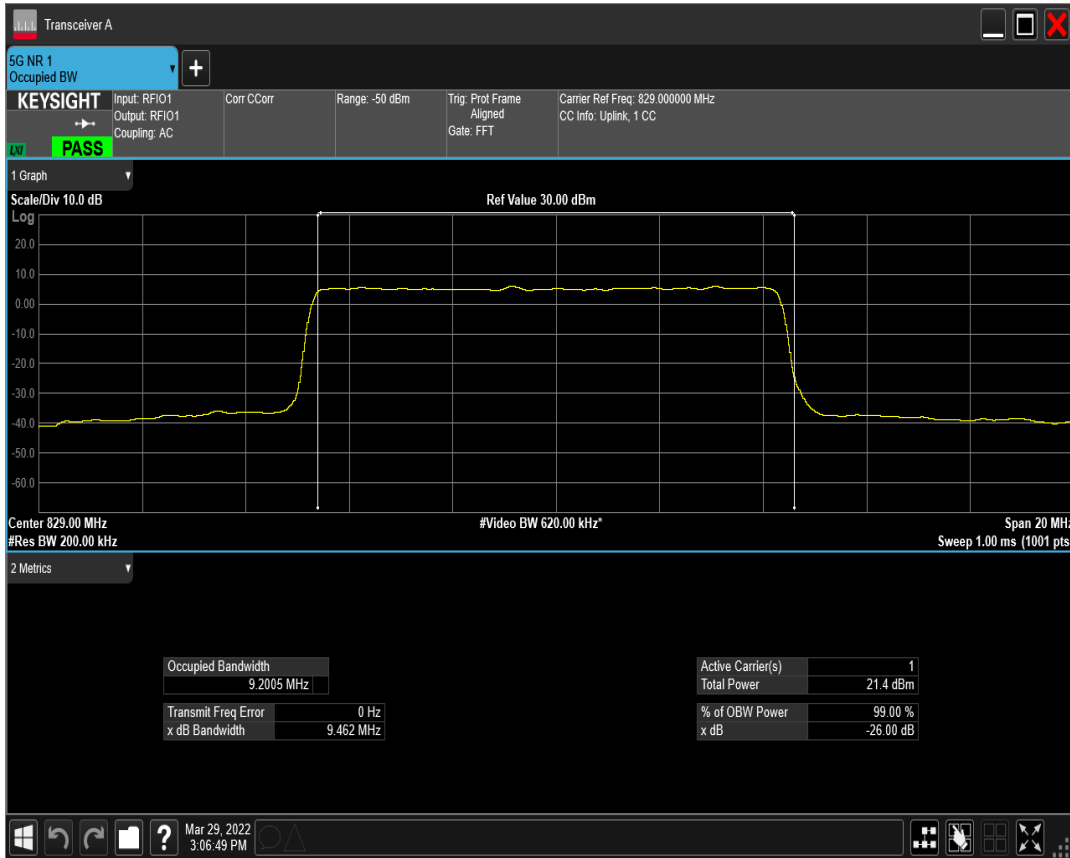 Transceiver A
5G NR 1
Occupied BW
KEYSIGHT
Input: RFIO1
Output: RFIO1
Coupling: AC
Corr CCorr
Range: -50 dBm
Trig: Prot Frame
Aligned
Gate: FFT
Carrier Ref Freq: 829.000000 MHz
CC Info: Uplink, 1 CC
LXI
PASS
1 Graph
Scale/Div 10.0 dB
Ref Value 30.00 dBm
Log
20.0
10.0
0.00
-10.0
-20.0
-30.0
-40.0
-50.0
-60.0
Center 829.00 MHz
#Video BW 620.00 kHz*
Span 20 MHz
#Res BW 200.00 kHz
Sweep 1.00 ms (1001 pts
2 Metrics
Occupied Bandwidth
9.2005 MHz
Transmit Freq Error 0 Hz
x dB Bandwidth 9.462 MHz
Active Carrier(s) 1
Total Power 21.4 dBm
% of OBW Power 99.00 %
x dB -26.00 dB
?
Mar 29, 2022
3:06:49 PM